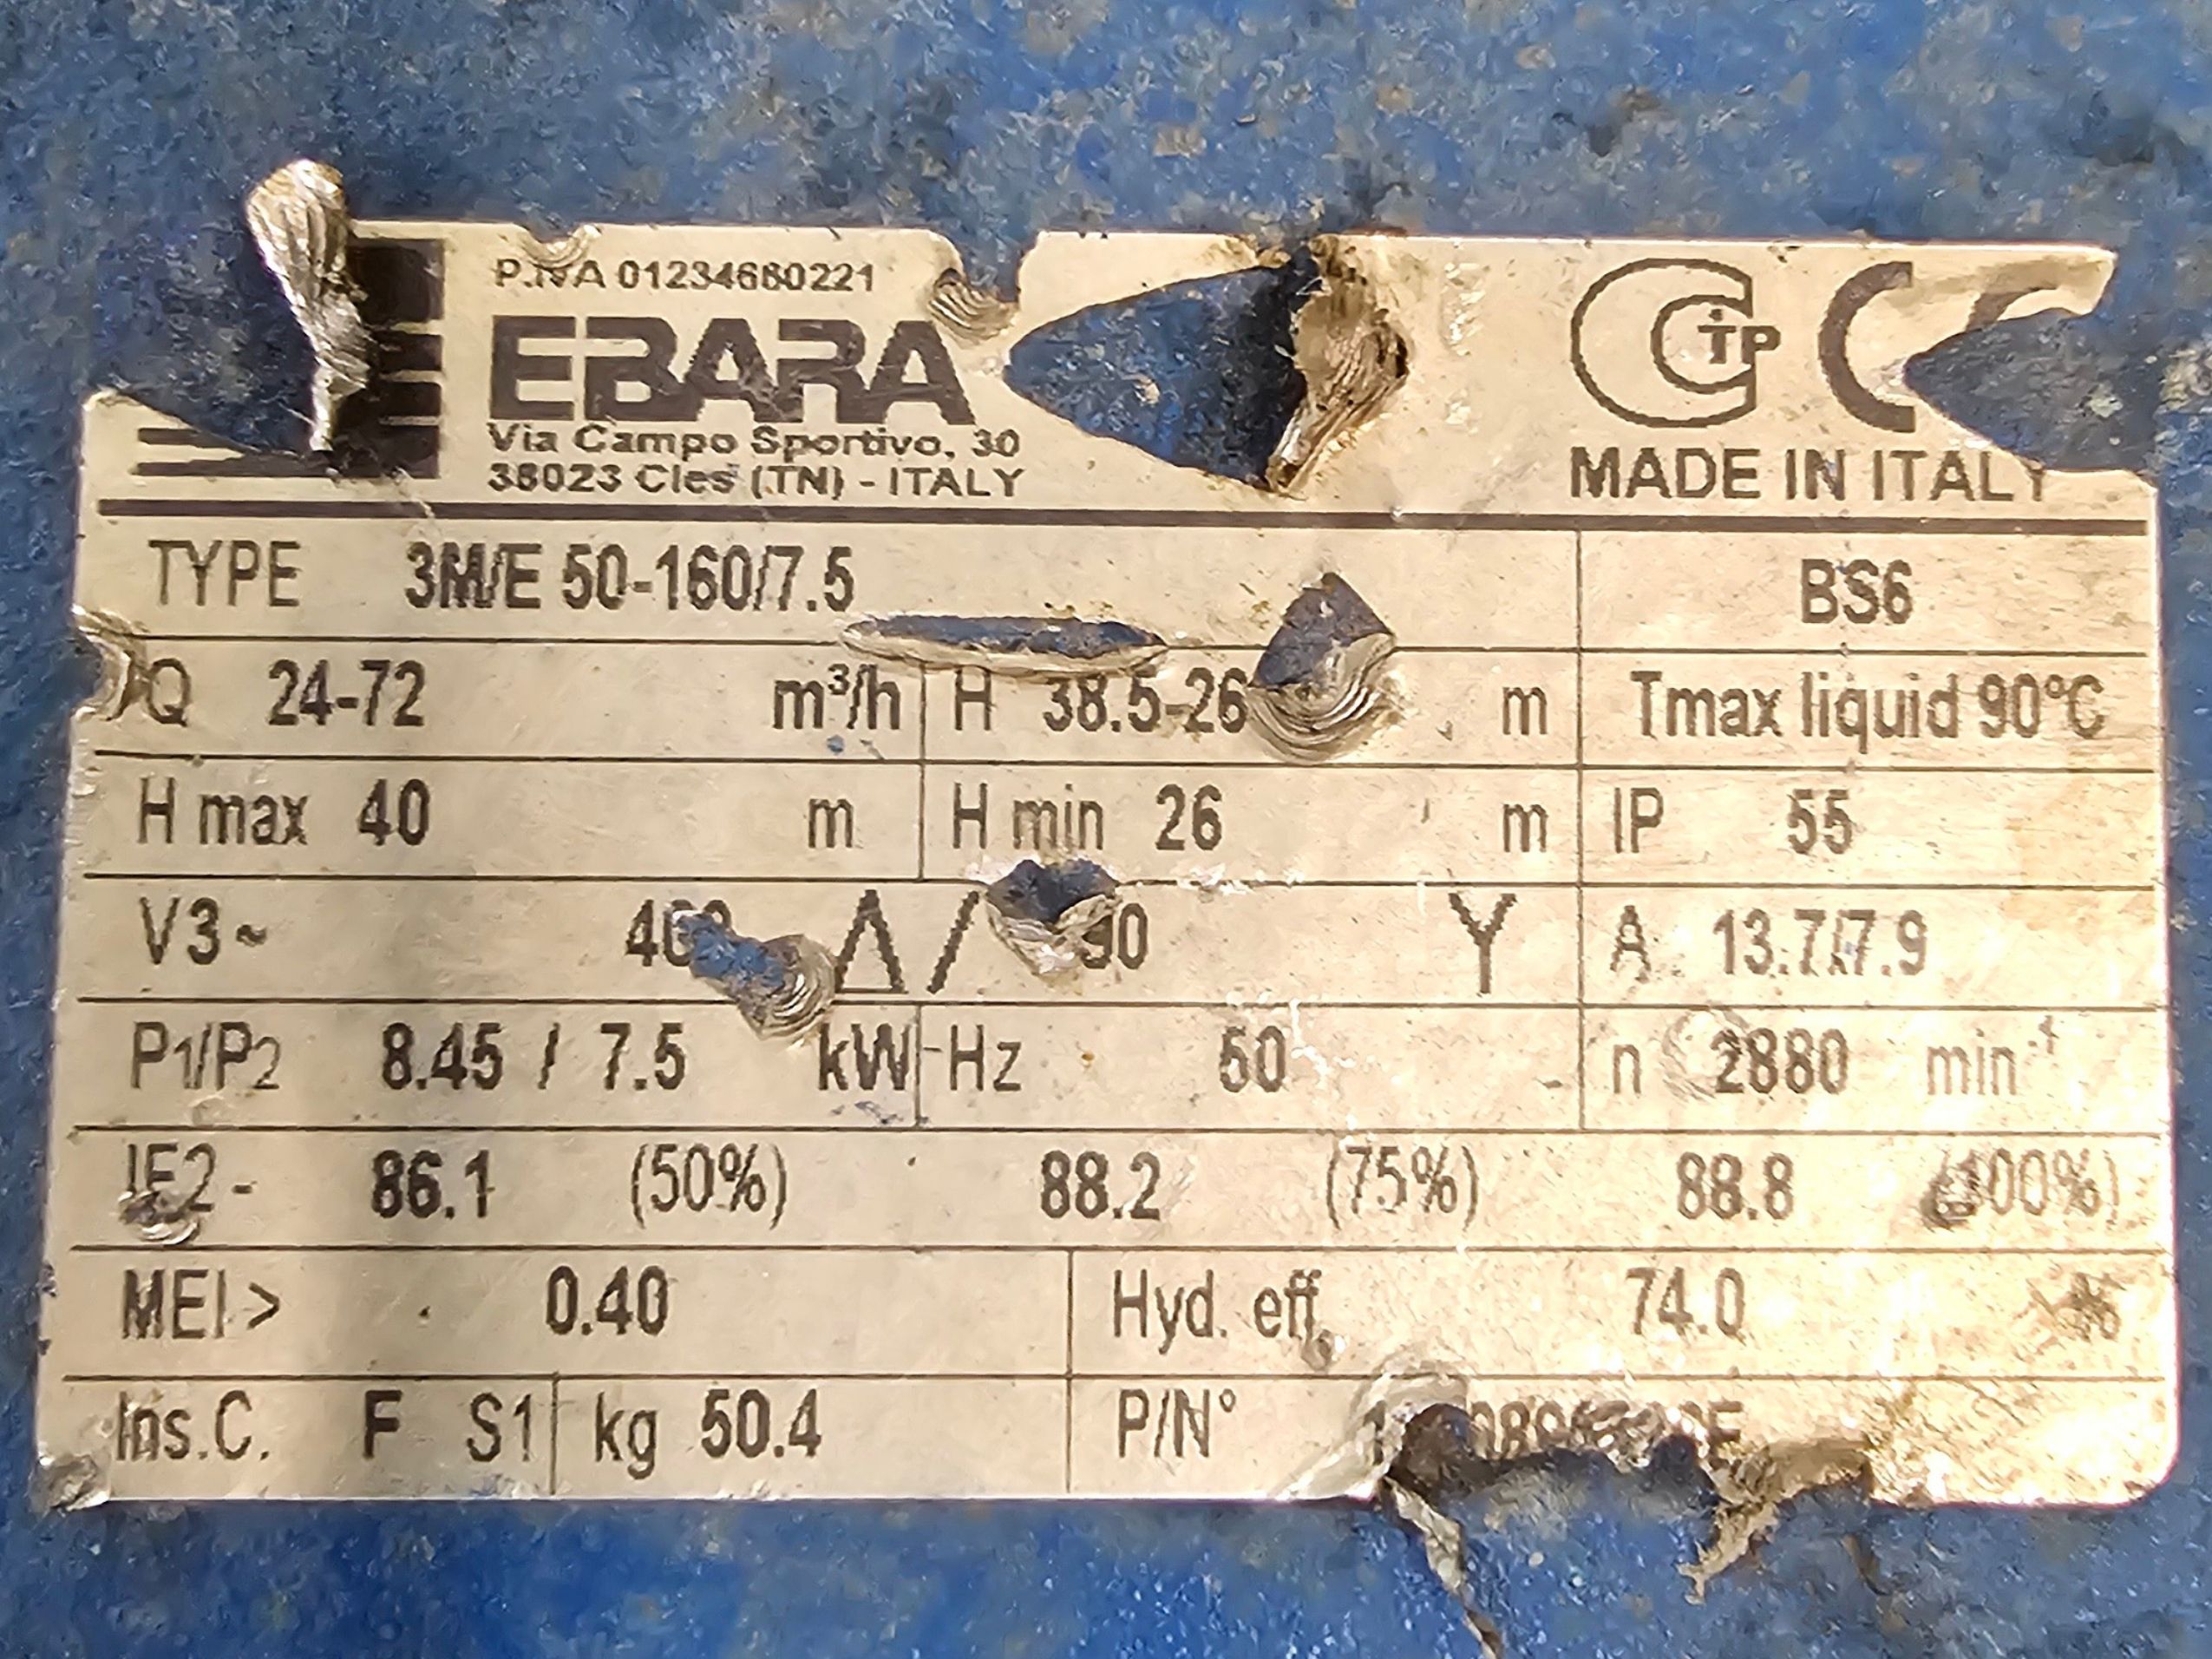 P.IVA 01234660221
EBARA
Via Campo Sportivo, 30
38023 Cles (TN) - ITALY
CE
MADE IN ITALY
TYPE 3M/E 50-160/7.5 BS6
Q 24-72 m³/h H 38.5-26 m Tmax liquid 90°C
H max 40 m H min 26 m IP 55
V3~ Δ / Y A 13.7/7.9
P1/P2 8.45 / 7.5 kW Hz 50 n 2880 min-1
IE2 - 86.1 (50%) 88.2 (75%) 88.8 (100%)
MEI > 0.40 Hyd. eff. 74.0 %
Ins.C. F S1 kg 50.4 P/N°